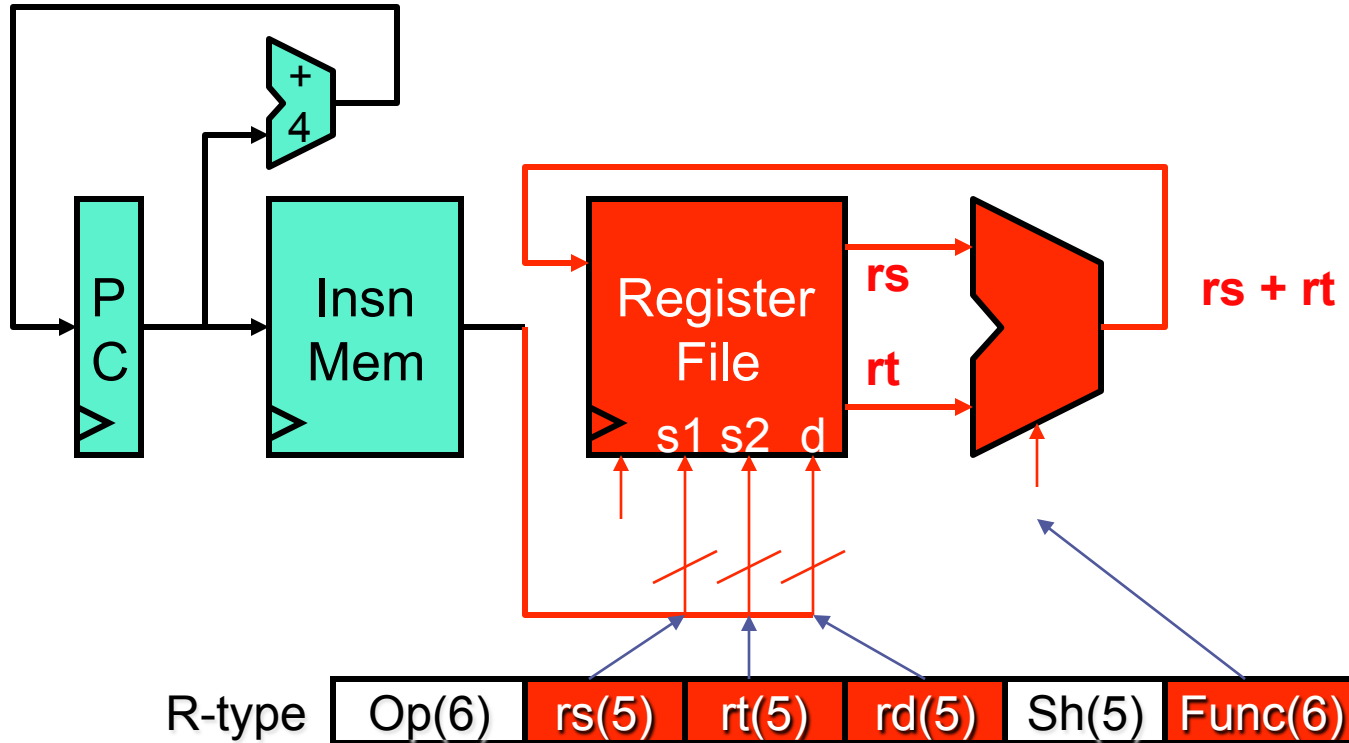 +
4
P
C
Insn
Mem
Register
File
s1 s2 d
rs
rt
rs + rt
R-type Op(6) rs(5) rt(5) rd(5) Sh(5) Func(6)